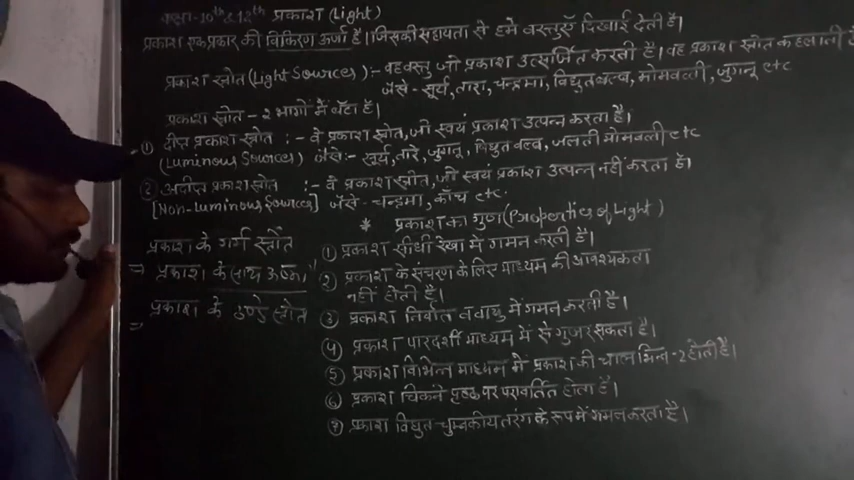 कक्षा-10th & 12th प्रकाश (Light)
प्रकाश एक प्रकार की विकिरण ऊर्जा है। जिसकी सहायता से हमें वस्तुएँ दिखाई देती है।
प्रकाश स्त्रोत (Light Sources) :- वह वस्तु जो प्रकाश उत्सर्जित करती है। वह प्रकाश स्त्रोत कहलाती है
जैसे - सूर्य, तारा, चन्द्रमा, विद्युत बल्ब, मोमबत्ती, जुगनू etc
प्रकाश स्त्रोत - 2 भागों में बँटा है।
① दीप्त प्रकाश स्त्रोत :- वे प्रकाश स्त्रोत, जो स्वयं प्रकाश उत्पन्न करता है।
(Luminous Sources) जैसे:- सूर्य, तारे, जुगनू, विद्युत बल्ब, जलती मोमबत्ती etc
② अदीप्त प्रकाश स्त्रोत :- वे प्रकाश स्त्रोत, जो स्वयं प्रकाश उत्पन्न नहीं करता है।
[Non-Luminous Sources] जैसे - चन्द्रमा, काँच etc.
* प्रकाश का गुण (Properties of Light)
प्रकाश के गर्म स्त्रोत
⇒ प्रकाश के साथ
प्रकाश के ठण्डे स्त्रोत
⇒
① प्रकाश सीधी रेखा में गमन करती है।
② प्रकाश के संचरण के लिए माध्यम की आवश्यकता
नहीं होती है।
③ प्रकाश निर्वात व वायु में गमन करती है।
④ प्रकाश पारदर्शी माध्यम में से गुजर सकता है।
⑤ प्रकाश विभिन्न माध्यम में प्रकाश की चाल भिन्न-2 होती है।
⑥ प्रकाश चिकने पृष्ठ पर परावर्तित होता है।
⑦ प्रकाश विद्युत-चुम्बकीय तरंग के रूप में गमन करता है।